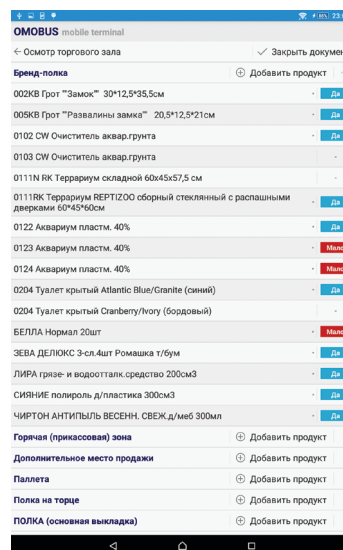 85% 23:0
OMOBUS mobile terminal
← Осмотр торгового зала ✓ Закрыть докумен
Бренд-полка ⊕ Добавить продукт
002КВ Грот ""Замок"" 30*12,5*35,5см - Да
005КВ Грот ""Развалины замка"" 20,5*12,5*21см - Да
0102 CW Очиститель аквар.грунта - Да
0103 CW Очиститель аквар.грунта -
0111N RK Террариум складной 60х45х57,5 см -
0111RK Террариум REPTIZOO сборный стеклянный с распашными
дверками 60*45*60см - Да
0122 Аквариум пластм. 40% - Да
0123 Аквариум пластм. 40% - Мало
0124 Аквариум пластм. 40% - Мало
0204 Туалет крытый Atlantic Blue/Granite (синий) - Да
0204 Туалет крытый Cranberry/Ivory (бордовый) -
БЕЛЛА Нормал 20шт - Мало
ЗЕВА ДЕЛЮКС 3-сл.4шт Ромашка т/бум - Да
ЛИРА грязе- и водоотталк.средство 200см3 - Да
СИЯНИЕ полироль д/пластика 300см3 - Да
ЧИРТОН АНТИПЫЛЬ ВЕСЕНН. СВЕЖ.д/меб 300мл - Да
Горячая (прикассовая) зона ⊕ Добавить продукт
Дополнительное место продажи ⊕ Добавить продукт
Паллета ⊕ Добавить продукт
Полка на торце ⊕ Добавить продукт
ПОЛКА (основная выкладка) ⊕ Добавить продукт